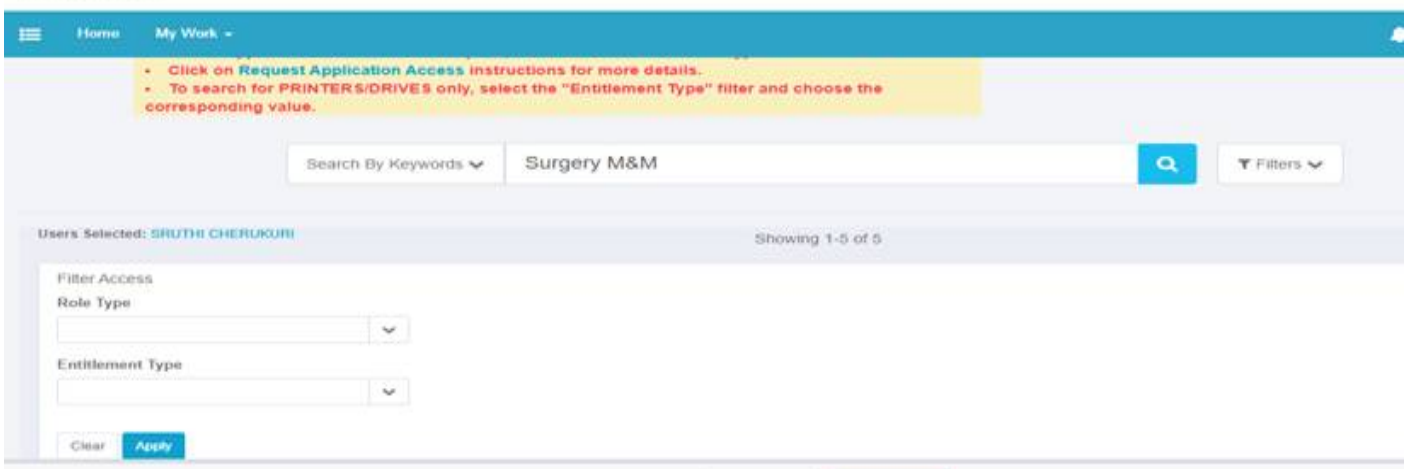 Home My Work
• Click on Request Application Access instructions for more details.
• To search for PRINTERS/DRIVES only, select the "Entitlement Type" filter and choose the
corresponding value.
Search By Keywords Surgery M&M Filters
Users Selected: SRUTHI CHERUKURI Showing 1-5 of 5
Filter Access
Role Type
Entitlement Type
Clear Apply